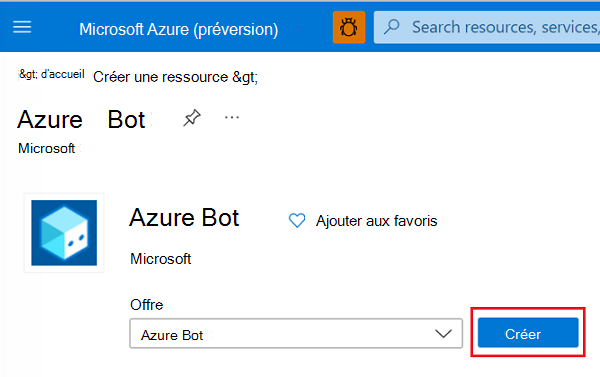 Microsoft Azure (préversion)
Search resources, services,
&gt; d'accueil Créer une ressource &gt;
Azure Bot ...
Microsoft
Azure Bot
Ajouter aux favoris
Microsoft
Offre
Azure Bot
Créer